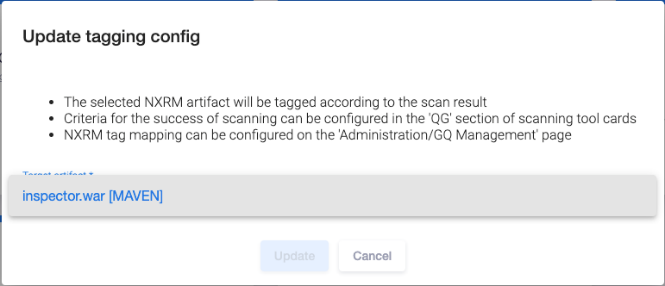 Update tagging config
• The selected NXRM artifact will be tagged according to the scan result
• Criteria for the success of scanning can be configured in the 'QG' section of scanning tool cards
• NXRM tag mapping can be configured on the 'Administration/GQ Management' page
Target artifact *
inspector.war [MAVEN]
Update Cancel